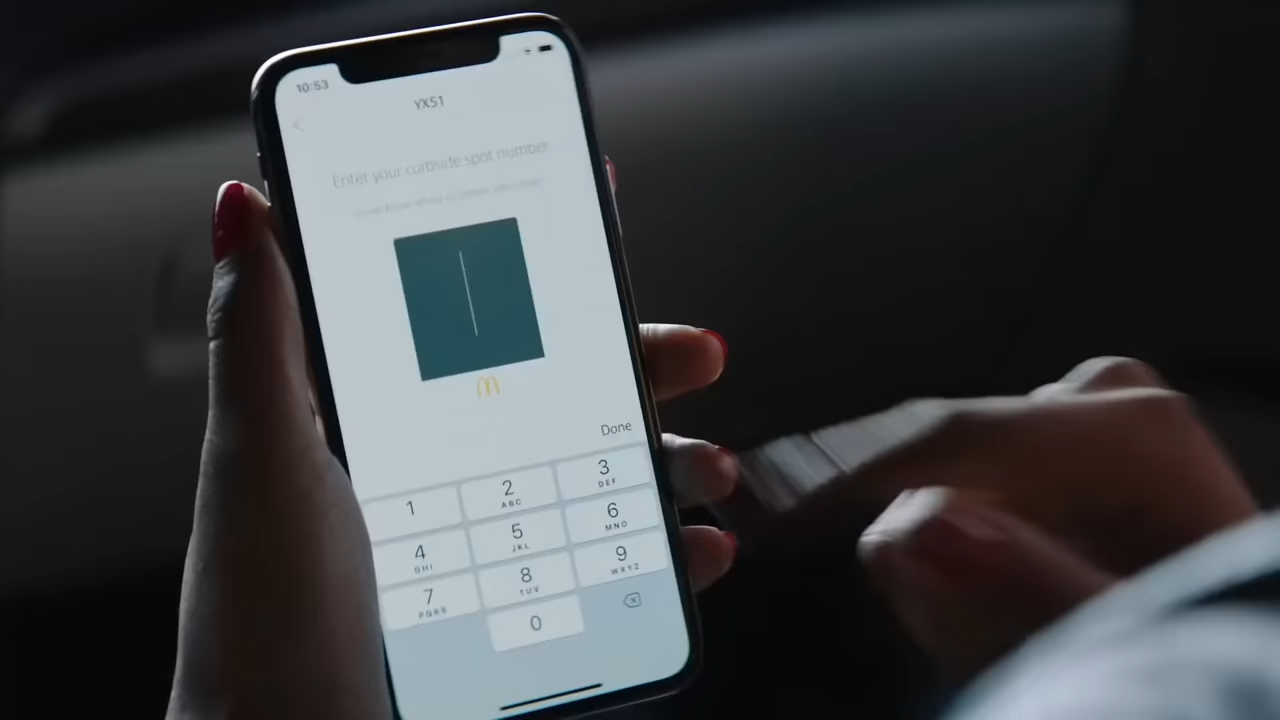 10:53
YX51
Enter your curbside spot number
Done
1
2
ABC
3
DEF
4
GHI
5
JKL
6
MNO
7
PQRS
8
TUV
9
WXYZ
0